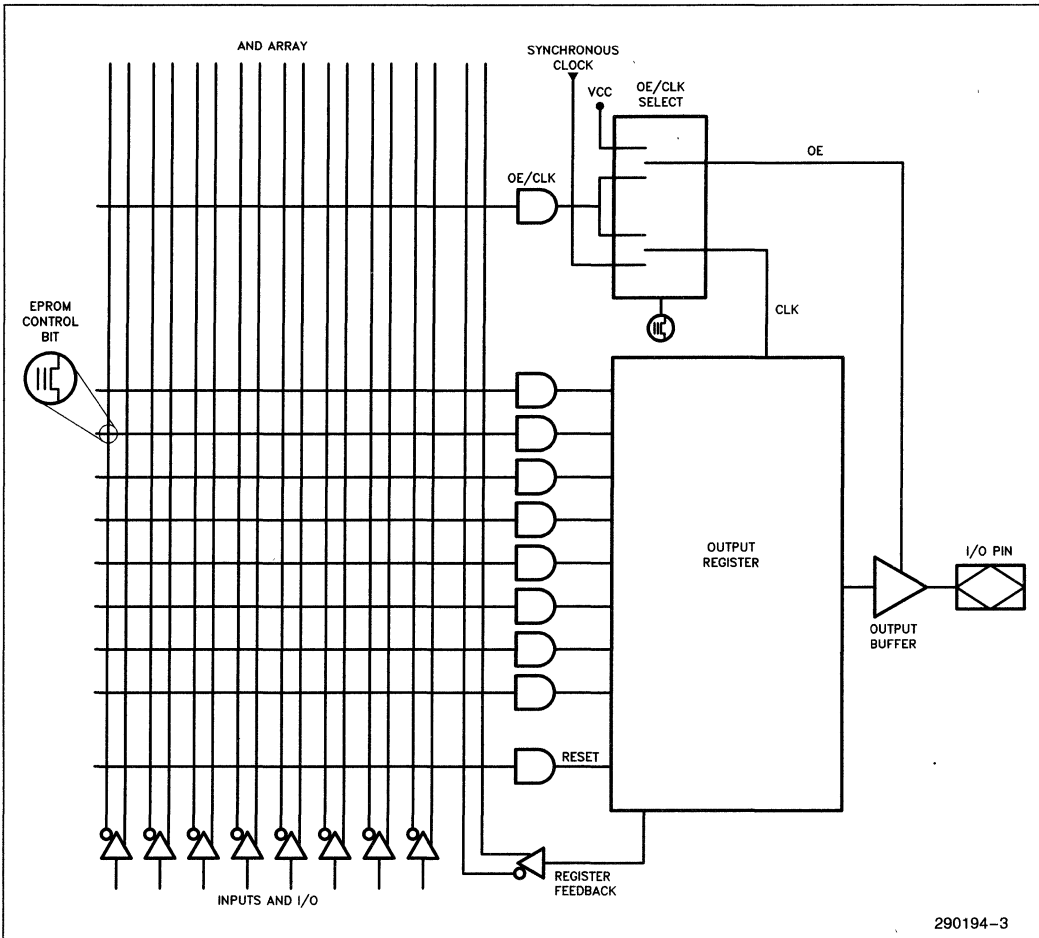 AND ARRAY
SYNCHRONOUS
CLOCK
VCC
OE/CLK
SELECT
OE
OE/CLK
CLK
EPROM
CONTROL
BIT
OUTPUT
REGISTER
I/O PIN
OUTPUT
BUFFER
RESET
REGISTER
FEEDBACK
INPUTS AND I/O
290194-3